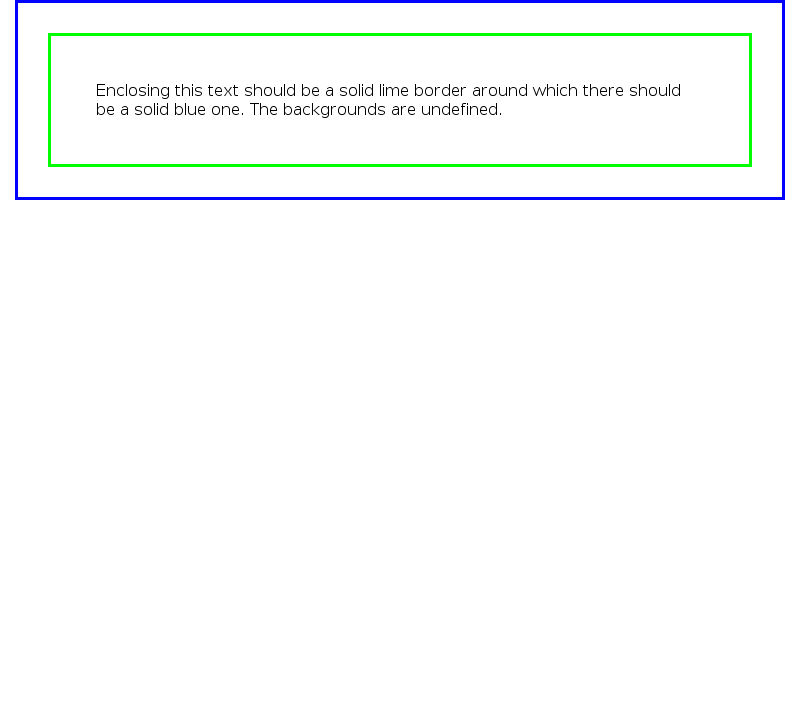 Enclosing this text should be a solid lime border around which there should
be a solid blue one. The backgrounds are undefined.